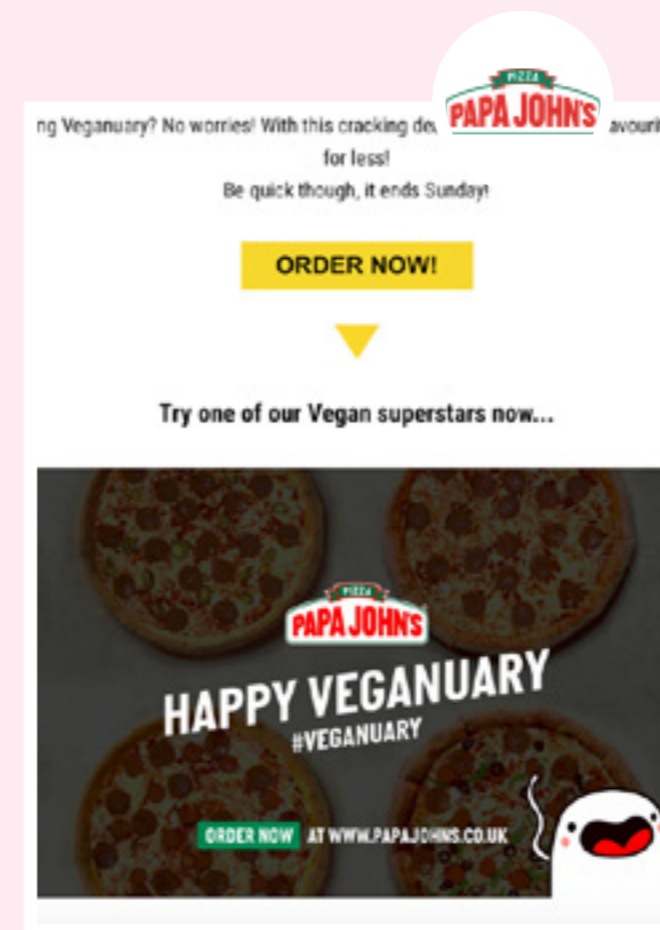 PIZZA
PAPA JOHN'S
ng Veganuary? No worries! With this cracking
for less!
Be quick though, it ends Sunday!
ORDER NOW!
Try one of our Vegan superstars now...
PIZZA
PAPA JOHN'S
HAPPY VEGANUARY
#VEGANUARY
ORDER NOW AT WWW.PAPAJOHNS.CO.UK